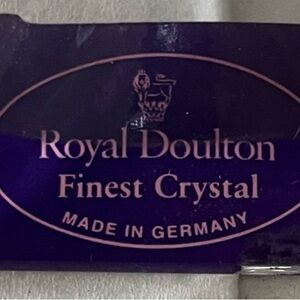 Royal Doulton
Finest Crystal
MADE IN GERMANY